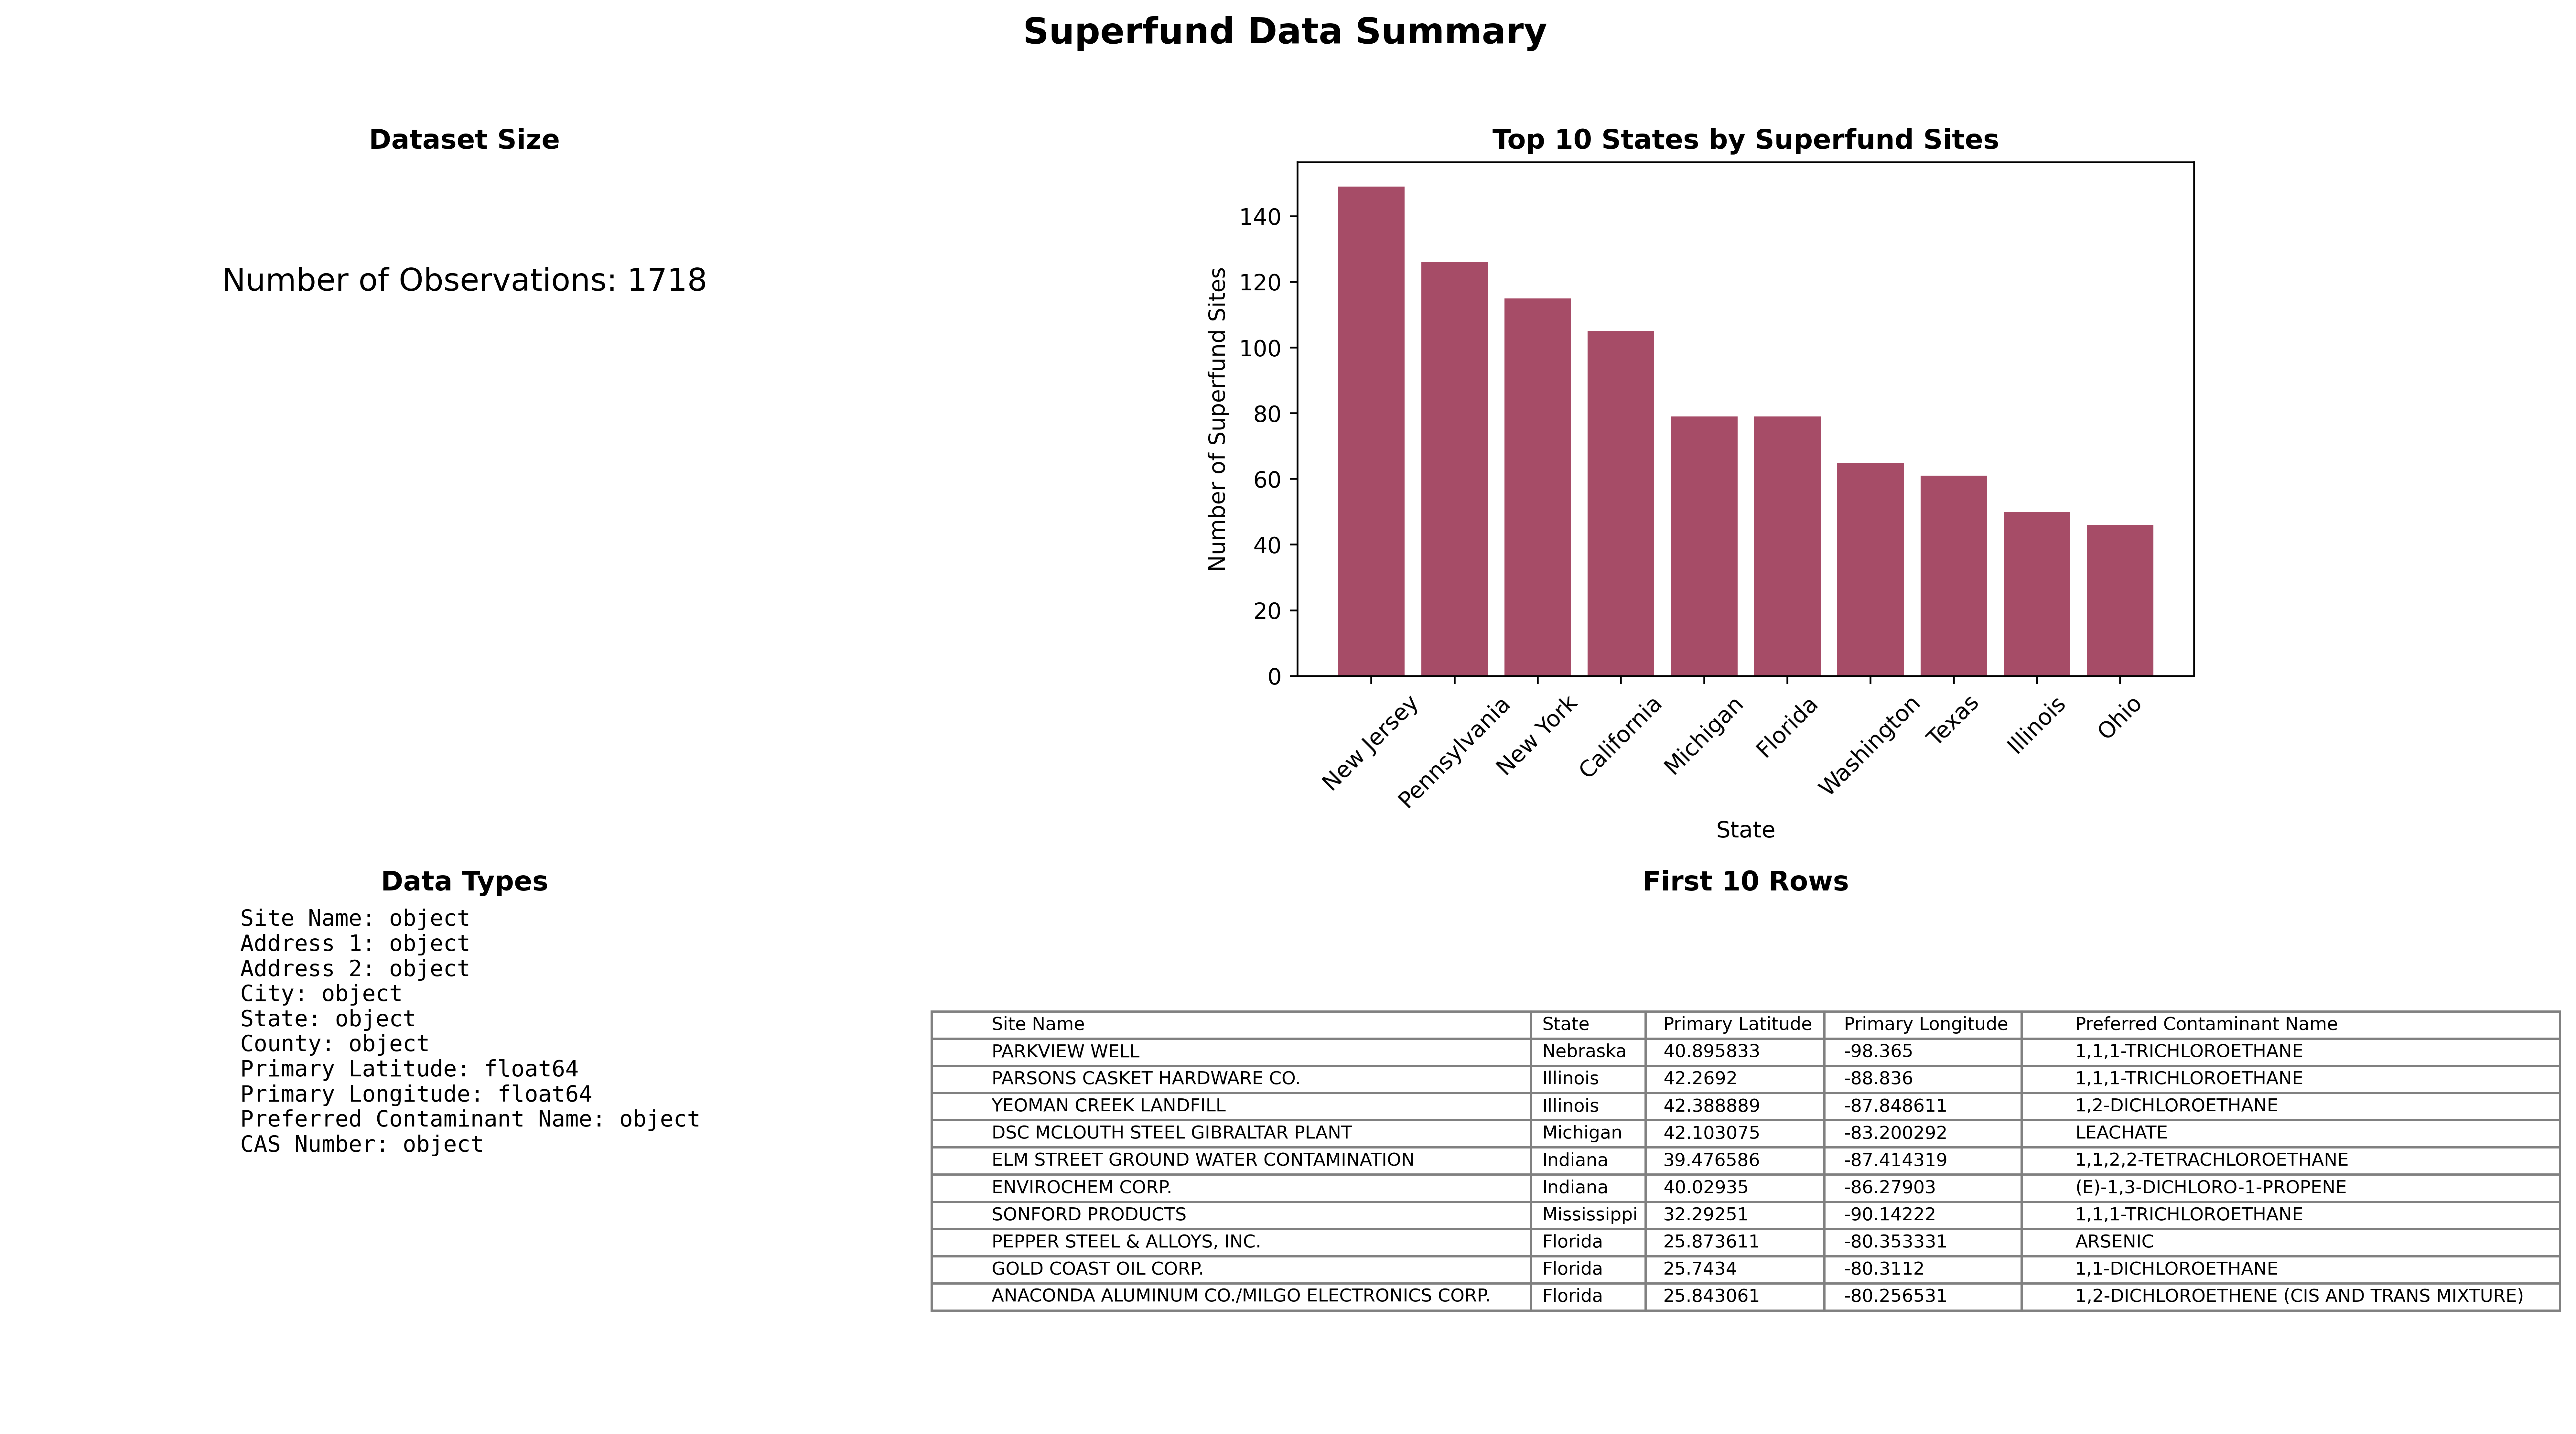 Superfund Data Summary
Dataset Size
Number of Observations: 1718
Top 10 States by Superfund Sites
Number of Superfund Sites
140
120
100
80
60
40
20
0
New Jersey
Pennsylvania
New York
California
Michigan
Florida
Washington
Texas
Illinois
Ohio
State
Data Types
Site Name: object
Address 1: object
Address 2: object
City: object
State: object
County: object
Primary Latitude: float64
Primary Longitude: float64
Preferred Contaminant Name: object
CAS Number: object
First 10 Rows
Site Name State Primary Latitude Primary Longitude Preferred Contaminant Name
PARKVIEW WELL Nebraska 40.895833 -98.365 1,1,1-TRICHLOROETHANE
PARSONS CASKET HARDWARE CO. Illinois 42.2692 -88.836 1,1,1-TRICHLOROETHANE
YEOMAN CREEK LANDFILL Illinois 42.388889 -87.848611 1,2-DICHLOROETHANE
DSC MCLOUTH STEEL GIBRALTAR PLANT Michigan 42.103075 -83.200292 LEACHATE
ELM STREET GROUND WATER CONTAMINATION Indiana 39.476586 -87.414319 1,1,2,2-TETRACHLOROETHANE
ENVIROCHEM CORP. Indiana 40.02935 -86.27903 (E)-1,3-DICHLORO-1-PROPENE
SONFORD PRODUCTS Mississippi 32.29251 -90.14222 1,1,1-TRICHLOROETHANE
PEPPER STEEL & ALLOYS, INC. Florida 25.873611 -80.353331 ARSENIC
GOLD COAST OIL CORP. Florida 25.7434 -80.3112 1,1-DICHLOROETHANE
ANACONDA ALUMINUM CO./MILGO ELECTRONICS CORP. Florida 25.843061 -80.256531 1,2-DICHLOROETHENE (CIS AND TRANS MIXTURE)